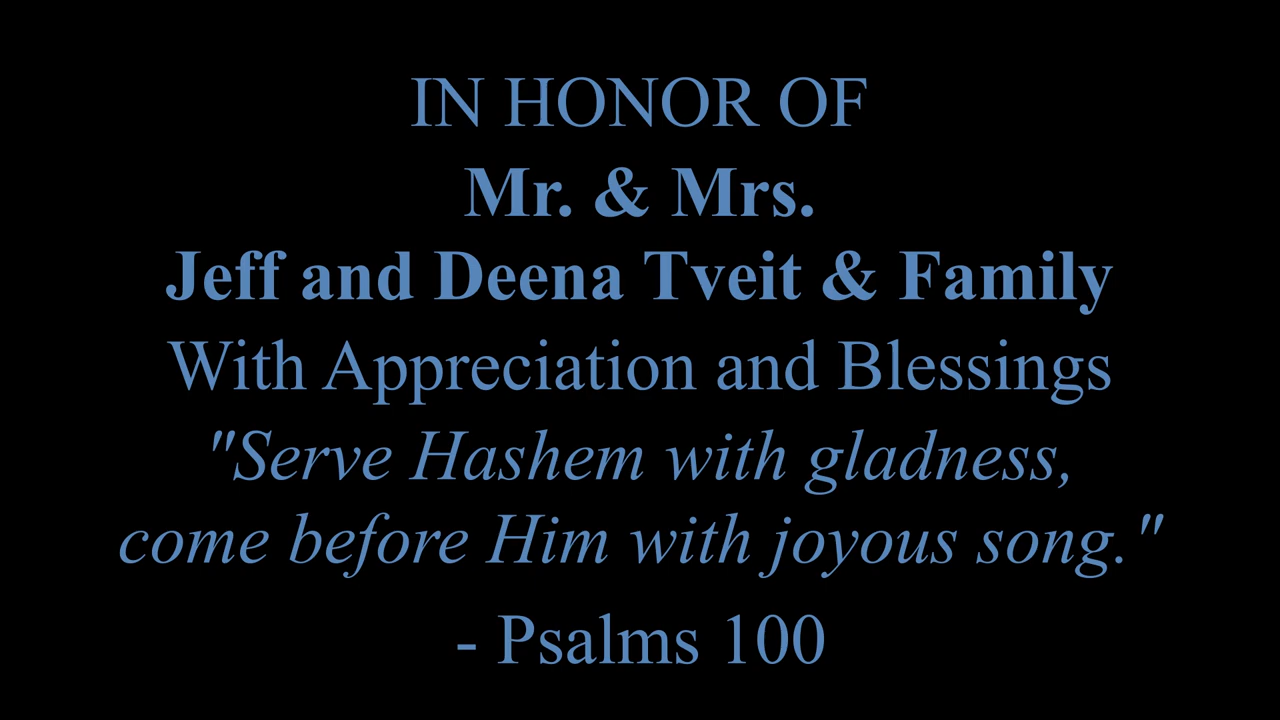 IN HONOR OF
Mr. & Mrs.
Jeff and Deena Tveit & Family
With Appreciation and Blessings
"Serve Hashem with gladness,
come before Him with joyous song."
- Psalms 100